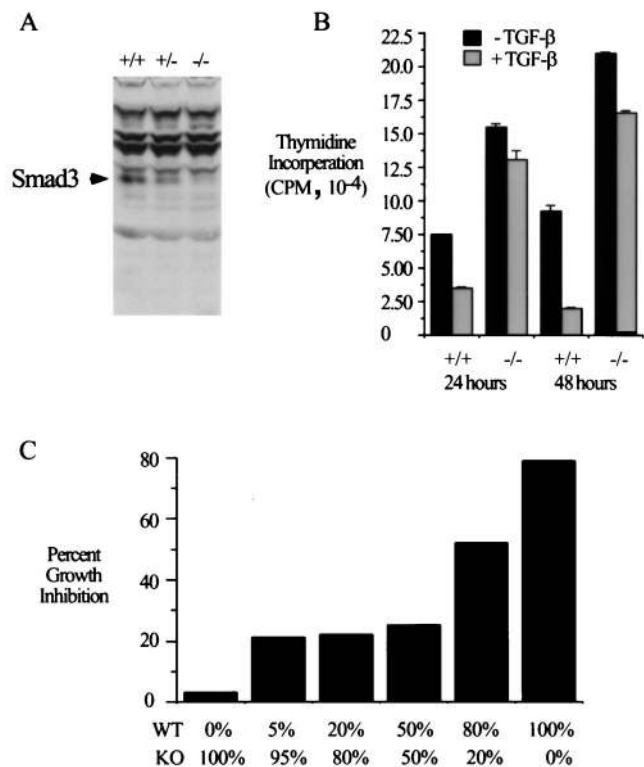 A
+/+ +/- -/-
Smad3
B
- TGF-β
+ TGF-β
22.5
20.0
17.5
15.0
12.5
10.0
7.50
5.00
2.50
0
Thymidine
Incorperation
(CPM, 10-4)
+/+ -/- +/+ -/-
24 hours 48 hours
C
80
60
40
20
0
Percent
Growth
Inhibition
WT 0% 5% 20% 50% 80% 100%
KO 100% 95% 80% 50% 20% 0%